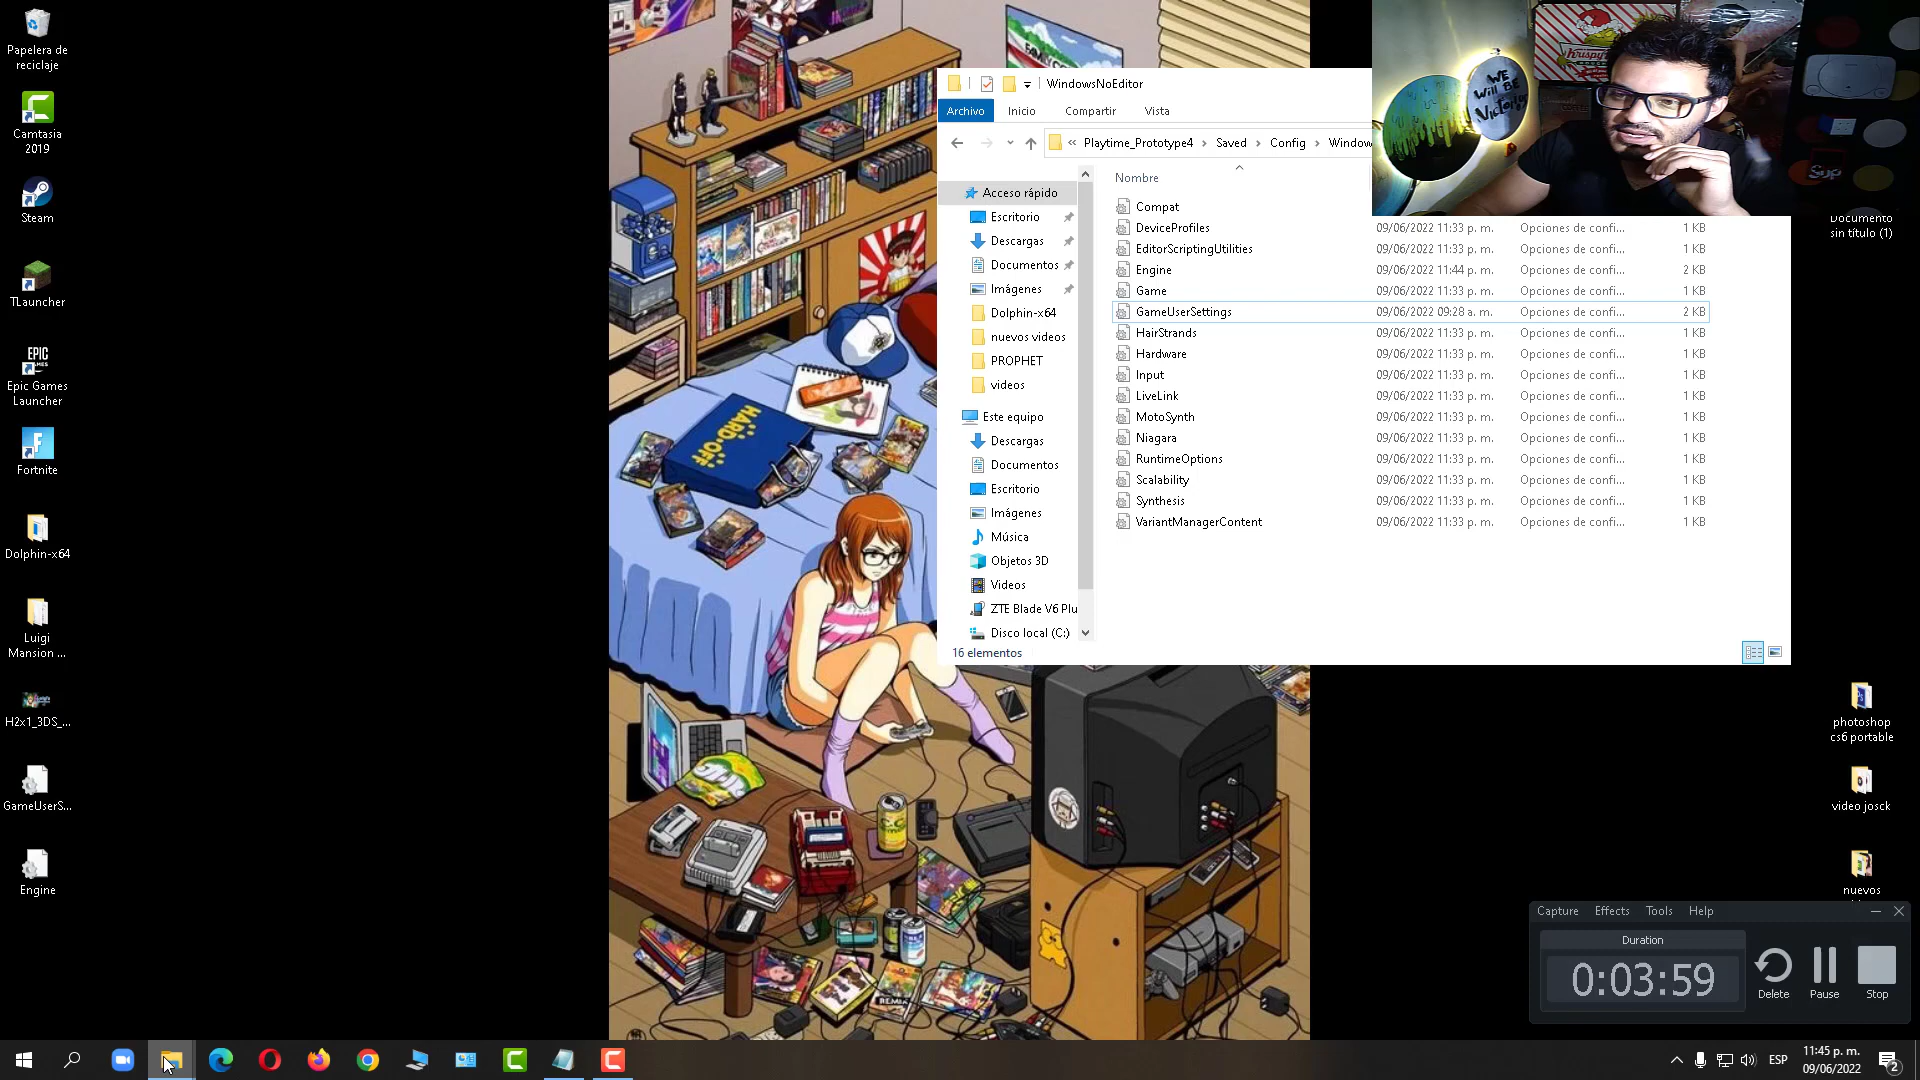 Papelera de
reciclaje
Camtasia
2019
Steam
TLauncher
EPIC
GAMES
Epic Games
Launcher
Fortnite
Dolphin-x64
Luigi
Mansion ...
H2x1_3DS_...
GameUserS...
Engine
HARD-OFF
WindowsNoEditor
Archivo Inicio Compartir Vista
« Playtime_Prototype4 › Saved › Config › Window
Nombre
Acceso rápido
Escritorio
Descargas
Documentos
Imágenes
Dolphin-x64
nuevos videos
PROPHET
videos
Este equipo
Descargas
Documentos
Escritorio
Imágenes
Música
Objetos 3D
Videos
ZTE Blade V6 Plu
Disco local (C:)
Compat
DeviceProfiles 09/06/2022 11:33 p. m. Opciones de confi... 1 KB
EditorScriptingUtilities 09/06/2022 11:33 p. m. Opciones de confi... 1 KB
Engine 09/06/2022 11:44 p. m. Opciones de confi... 2 KB
Game 09/06/2022 11:33 p. m. Opciones de confi... 1 KB
GameUserSettings 09/06/2022 09:28 a. m. Opciones de confi... 2 KB
HairStrands 09/06/2022 11:33 p. m. Opciones de confi... 1 KB
Hardware 09/06/2022 11:33 p. m. Opciones de confi... 1 KB
Input 09/06/2022 11:33 p. m. Opciones de confi... 1 KB
LiveLink 09/06/2022 11:33 p. m. Opciones de confi... 1 KB
MotoSynth 09/06/2022 11:33 p. m. Opciones de confi... 1 KB
Niagara 09/06/2022 11:33 p. m. Opciones de confi... 1 KB
RuntimeOptions 09/06/2022 11:33 p. m. Opciones de confi... 1 KB
Scalability 09/06/2022 11:33 p. m. Opciones de confi... 1 KB
Synthesis 09/06/2022 11:33 p. m. Opciones de confi... 1 KB
VariantManagerContent 09/06/2022 11:33 p. m. Opciones de confi... 1 KB
16 elementos
WE
Will BE
Victorious
Documento
sin título (1)
photoshop
cs6 portable
video josck
nuevos
Capture Effects Tools Help
Duration
0:03:59
Delete Pause Stop
ESP
11:45 p. m.
09/06/2022
2